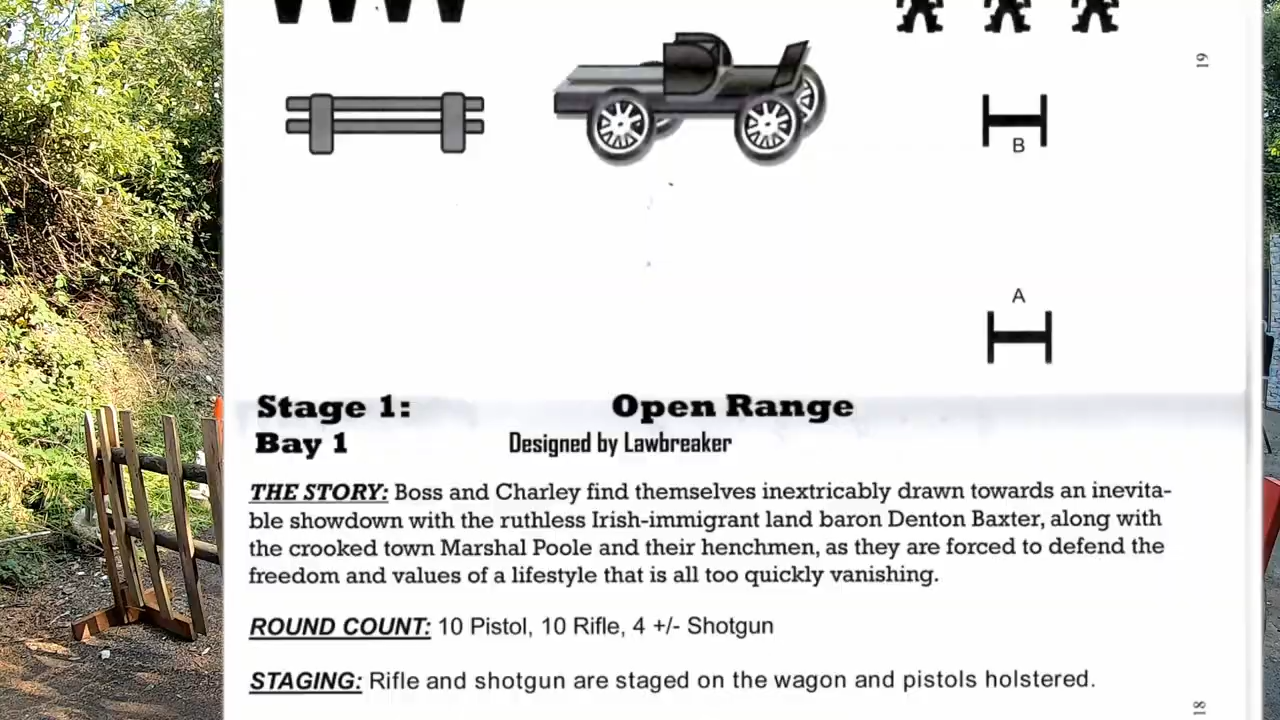 19
B
A
Stage 1: Open Range
Bay 1 Designed by Lawbreaker
THE STORY: Boss and Charley find themselves inextricably drawn towards an inevita-
ble showdown with the ruthless Irish-immigrant land baron Denton Baxter, along with
the crooked town Marshal Poole and their henchmen, as they are forced to defend the
freedom and values of a lifestyle that is all too quickly vanishing.
ROUND COUNT: 10 Pistol, 10 Rifle, 4 +/- Shotgun
STAGING: Rifle and shotgun are staged on the wagon and pistols holstered.
18